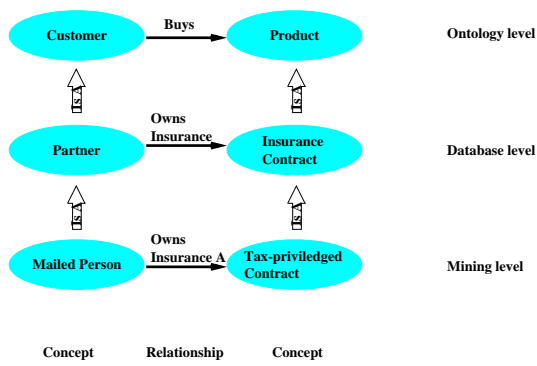 Buys
Customer
Product
Ontology level
Is A
Is A
Owns
Insurance
Partner
Insurance
Contract
Database level
Is A
Is A
Owns
Insurance A
Mailed Person
Tax-priviledged
Contract
Mining level
Concept
Relationship
Concept